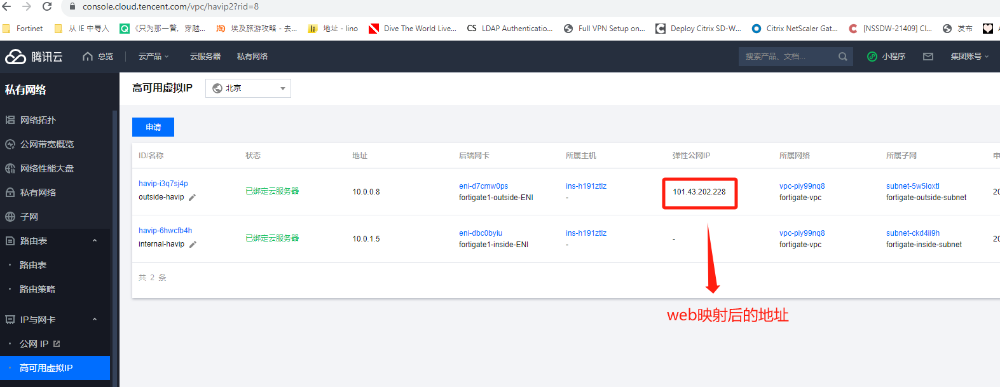 console.cloud.tencent.com/vpc/havip2?rid=8
Fortinet 从 IE 中导入 《只为那一瞥，穿越... 埃及旅游攻略 - 去... 地址 - lino Dive The World Live... CS LDAP Authenticatio... Full VPN Setup on... Deploy Citrix SD-W... Citrix NetScaler Gat... [NSSDW-21409] Cl... 发布
腾讯云 总览 云产品 云服务器 私有网络 搜索产品、文档... 小程序 集团账号
私有网络
高可用虚拟IP 北京
网络拓扑
公网带宽概览
网络性能大盘
私有网络
子网
路由表
路由表
路由策略
IP与网卡
公网 IP
高可用虚拟IP
申请
ID/名称 状态 地址 后端网卡 所属主机 弹性公网IP 所属网络 所属子网 申
havip-i3q7sj4p 已绑定云服务器 10.0.0.8 eni-d7cmw0ps ins-h191ztlz 101.43.202.228 vpc-piy99nq8 subnet-5w5loxtl 20
outside-havip fortigate1-outside-ENI - fortigate-vpc fortigate-outside-subnet
havip-6hwcfb4h 已绑定云服务器 10.0.1.5 eni-dbc0byiu ins-h191ztlz - vpc-piy99nq8 subnet-ckd4ii9h 20
internal-havip fortigate1-inside-ENI - fortigate-vpc fortigate-inside-subnet
共 2 条
web映射后的地址